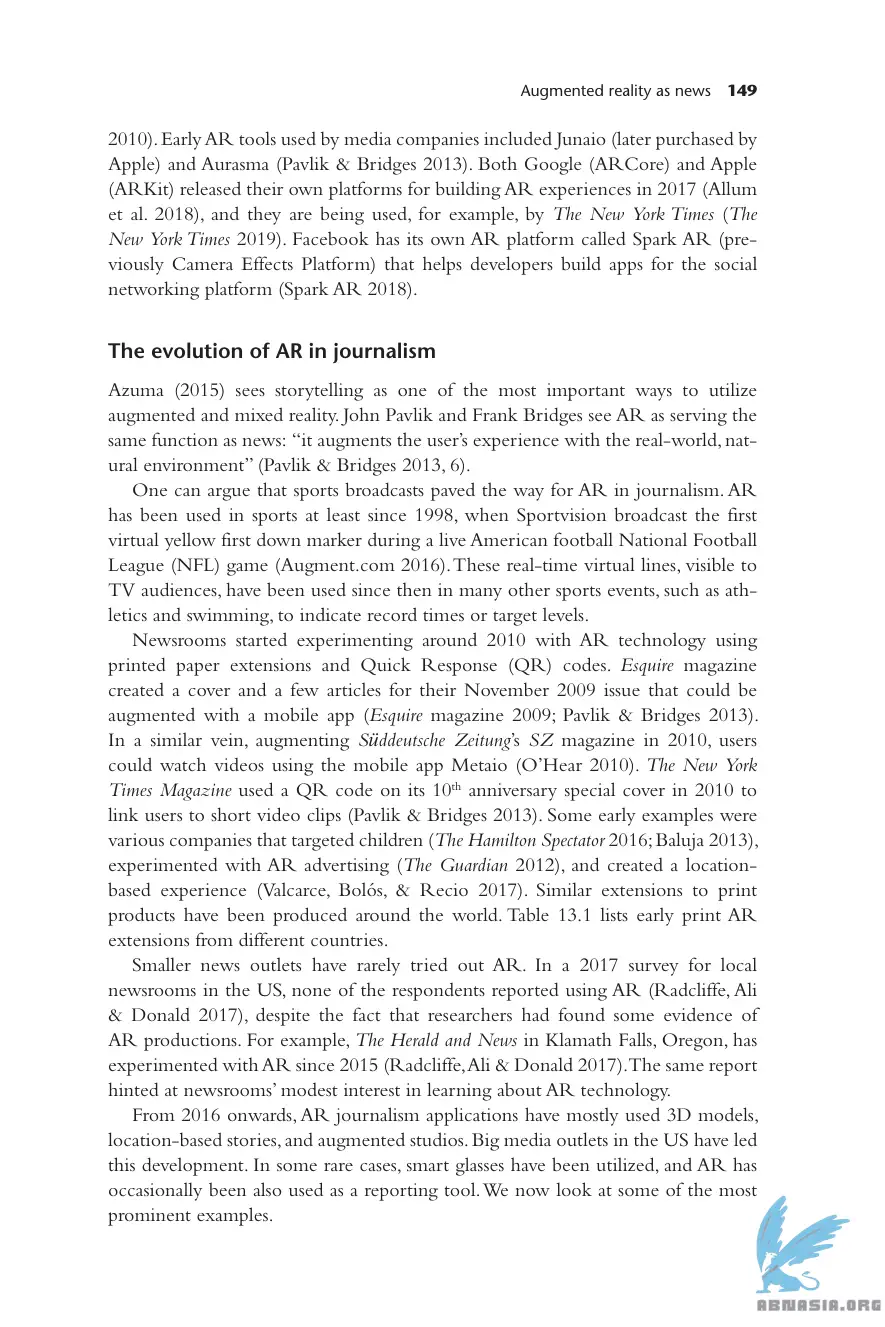 Augmented reality as news 149
2010). Early AR tools used by media companies included Junaio (later purchased by
Apple) and Aurasma (Pavlik & Bridges 2013). Both Google (ARCore) and Apple
(ARKit) released their own platforms for building AR experiences in 2017 (Allum
et al. 2018), and they are being used, for example, by The New York Times (The
New York Times 2019). Facebook has its own AR platform called Spark AR (pre-
viously Camera Effects Platform) that helps developers build apps for the social
networking platform (Spark AR 2018).
The evolution of AR in journalism
Azuma (2015) sees storytelling as one of the most important ways to utilize
augmented and mixed reality. John Pavlik and Frank Bridges see AR as serving the
same function as news: “it augments the user’s experience with the real-world, nat-
ural environment” (Pavlik & Bridges 2013, 6).
One can argue that sports broadcasts paved the way for AR in journalism. AR
has been used in sports at least since 1998, when Sportvision broadcast the first
virtual yellow first down marker during a live American football National Football
League (NFL) game (Augment.com 2016). These real-time virtual lines, visible to
TV audiences, have been used since then in many other sports events, such as ath-
letics and swimming, to indicate record times or target levels.
Newsrooms started experimenting around 2010 with AR technology using
printed paper extensions and Quick Response (QR) codes. Esquire magazine
created a cover and a few articles for their November 2009 issue that could be
augmented with a mobile app (Esquire magazine 2009; Pavlik & Bridges 2013).
In a similar vein, augmenting Süddeutsche Zeitung’s SZ magazine in 2010, users
could watch videos using the mobile app Metaio (O’Hear 2010). The New York
Times Magazine used a QR code on its 10th anniversary special cover in 2010 to
link users to short video clips (Pavlik & Bridges 2013). Some early examples were
various companies that targeted children (The Hamilton Spectator 2016; Baluja 2013),
experimented with AR advertising (The Guardian 2012), and created a location-
based experience (Valcarce, Bolós, & Recio 2017). Similar extensions to print
products have been produced around the world. Table 13.1 lists early print AR
extensions from different countries.
Smaller news outlets have rarely tried out AR. In a 2017 survey for local
newsrooms in the US, none of the respondents reported using AR (Radcliffe, Ali
& Donald 2017), despite the fact that researchers had found some evidence of
AR productions. For example, The Herald and News in Klamath Falls, Oregon, has
experimented with AR since 2015 (Radcliffe, Ali & Donald 2017). The same report
hinted at newsrooms’ modest interest in learning about AR technology.
From 2016 onwards, AR journalism applications have mostly used 3D models,
location-based stories, and augmented studios. Big media outlets in the US have led
this development. In some rare cases, smart glasses have been utilized, and AR has
occasionally been also used as a reporting tool. We now look at some of the most
prominent examples.
ABNASIA.ORG